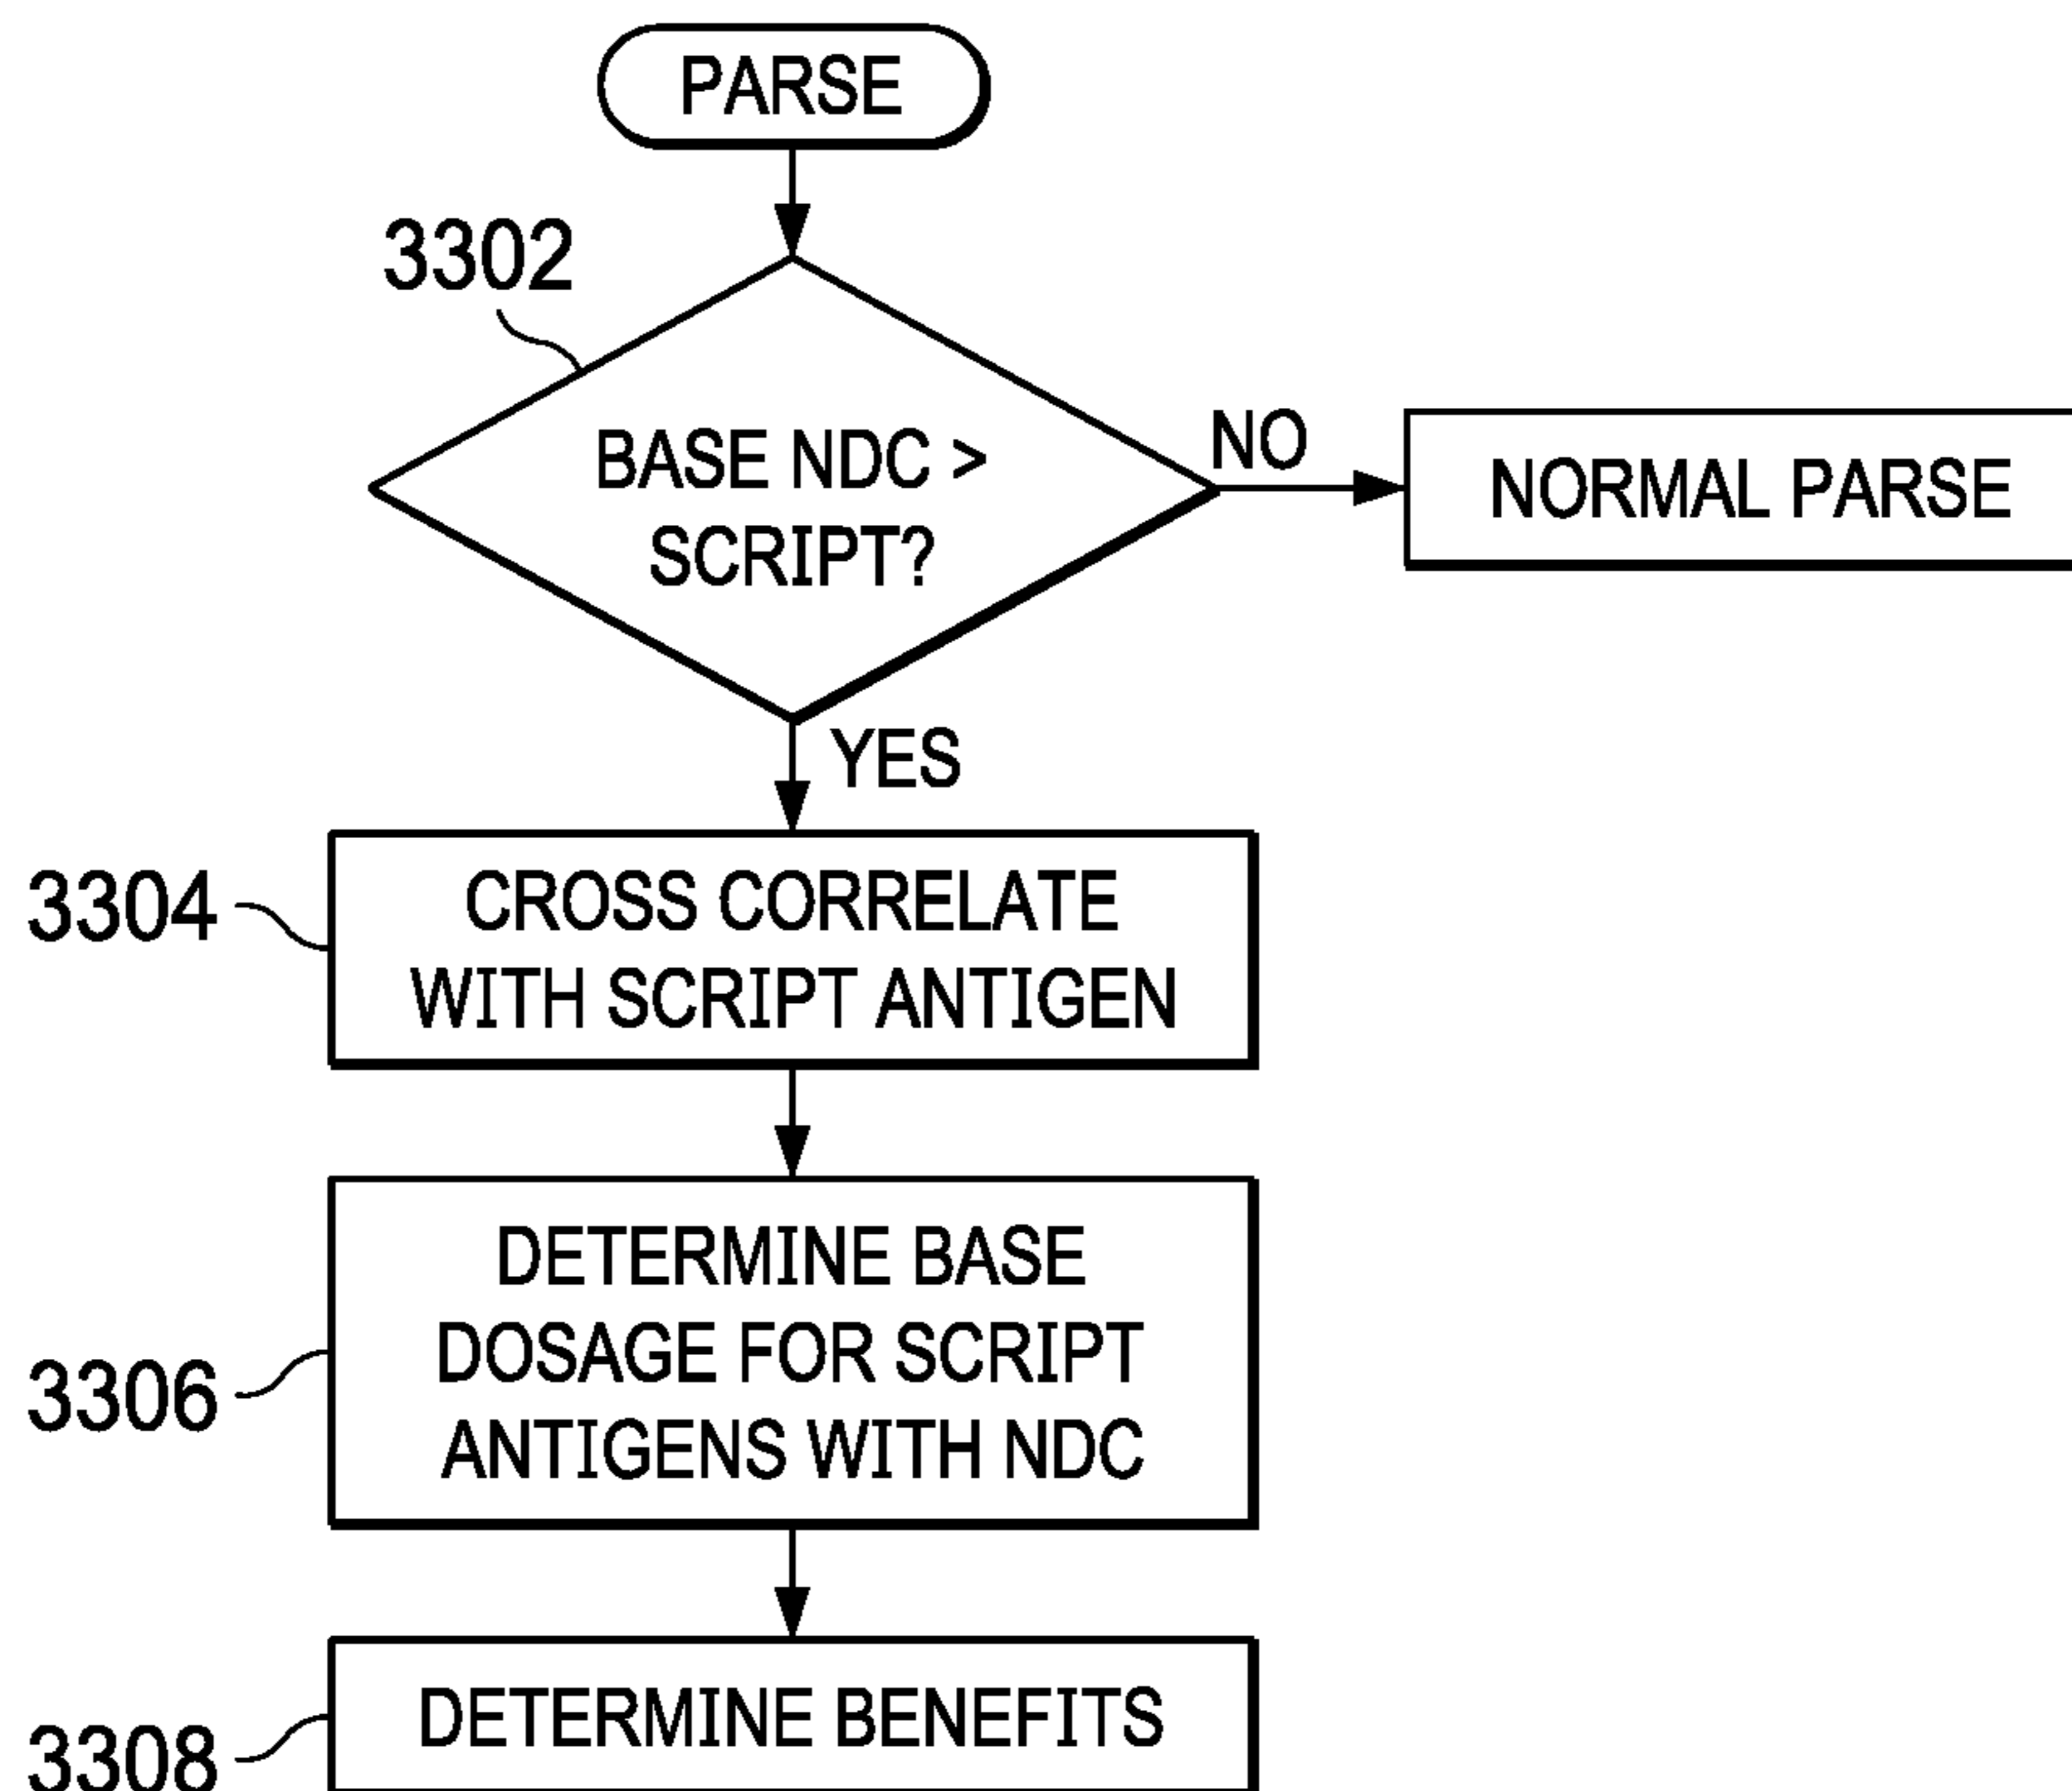 PARSE
3302
BASE NDC >
SCRIPT?
NO
NORMAL PARSE
YES
3304
CROSS CORRELATE
WITH SCRIPT ANTIGEN
3306
DETERMINE BASE
DOSAGE FOR SCRIPT
ANTIGENS WITH NDC
3308
DETERMINE BENEFITS